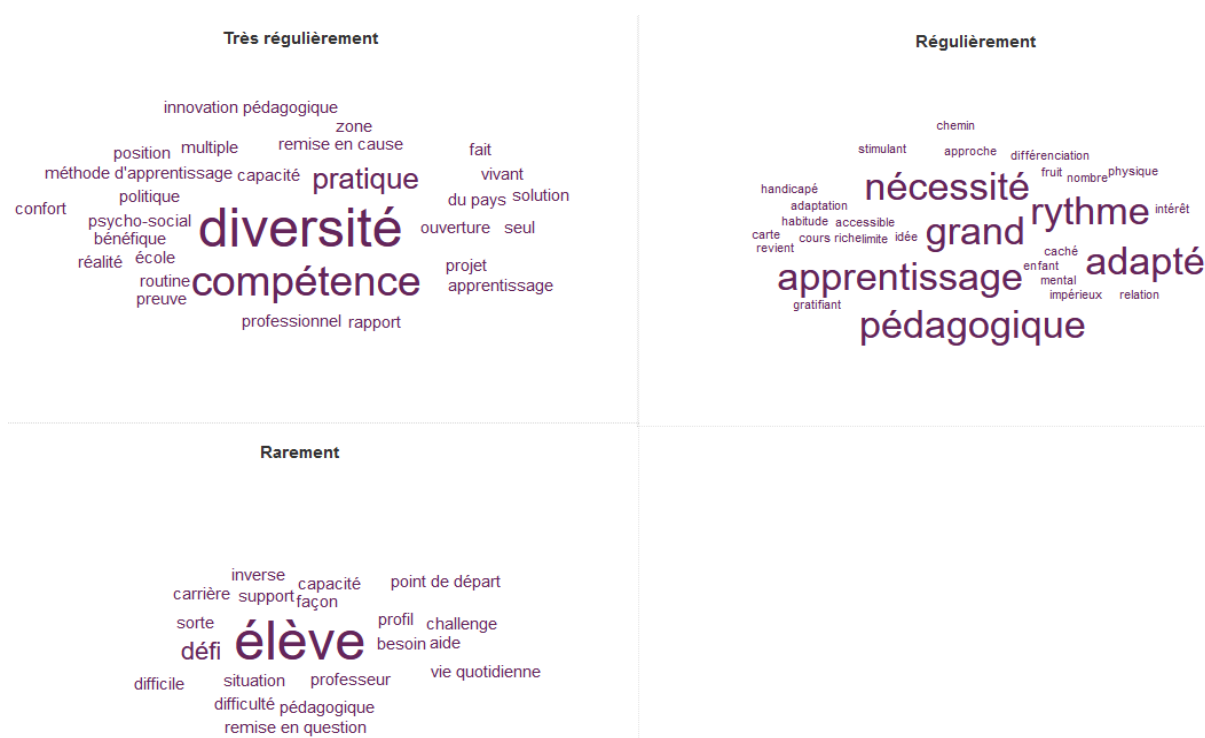 Très régulièrement
innovation pédagogique
zone
position multiple remise en cause fait
méthode d'apprentissage capacité pratique vivant
politique du pays solution
confort
psycho-social diversité ouverture seul
bénéfique
réalité école projet
routine compétence apprentissage
preuve
professionnel rapport
Régulièrement
chemin
stimulant approche différenciation
fruit nombre physique
handicapé nécessité
adaptation rythme intérêt
habitude accessible
carte cours riche limite idée grand
revient caché
apprentissage enfant adapté
mental
gratifiant impérieux relation
pédagogique
Rarement
inverse capacité point de départ
carrière support façon
sorte profil challenge
défi élève besoin aide
difficile situation professeur vie quotidienne
difficulté pédagogique
remise en question